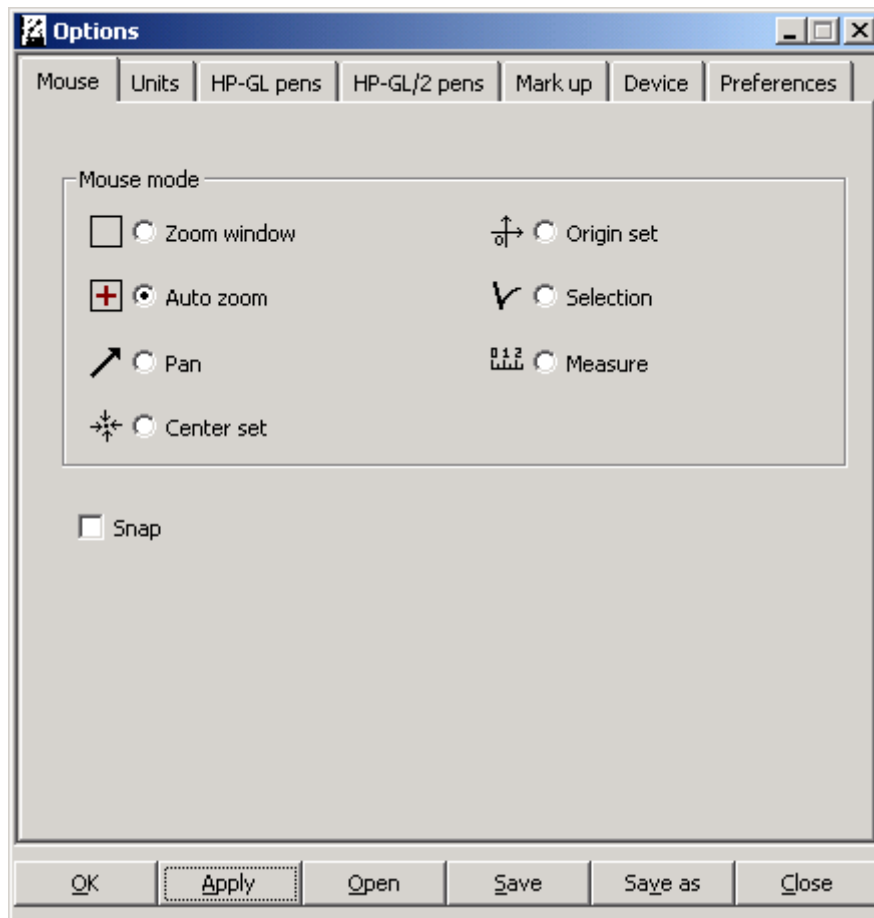 Options
Mouse Units HP-GL pens HP-GL/2 pens Mark up Device Preferences
Mouse mode
Zoom window
Auto zoom
Pan
Center set
Origin set
Selection
0 1 2
Measure
Snap
OK Apply Open Save Save as Close